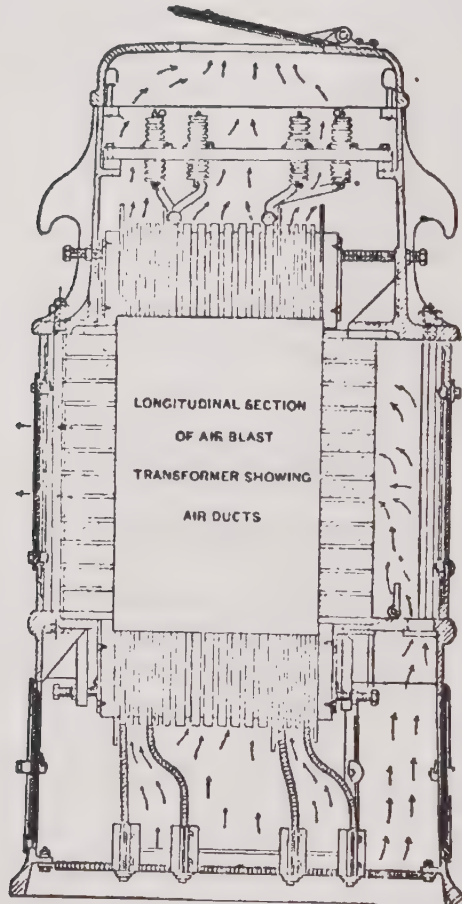 LONGITUDINAL SECTION
OF AIR BLAST
TRANSFORMER SHOWING
AIR DUCTS